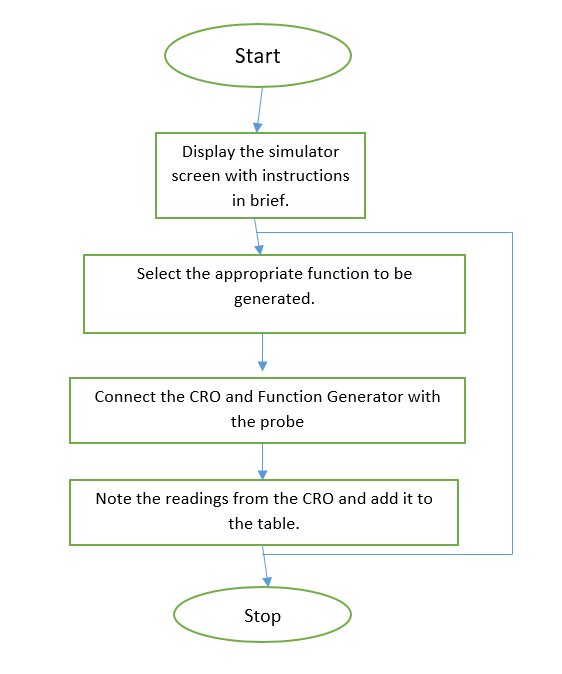 Start
Display the simulator
screen with instructions
in brief.
Select the appropriate function to be
generated.
Connect the CRO and Function Generator with
the probe
Note the readings from the CRO and add it to
the table.
Stop